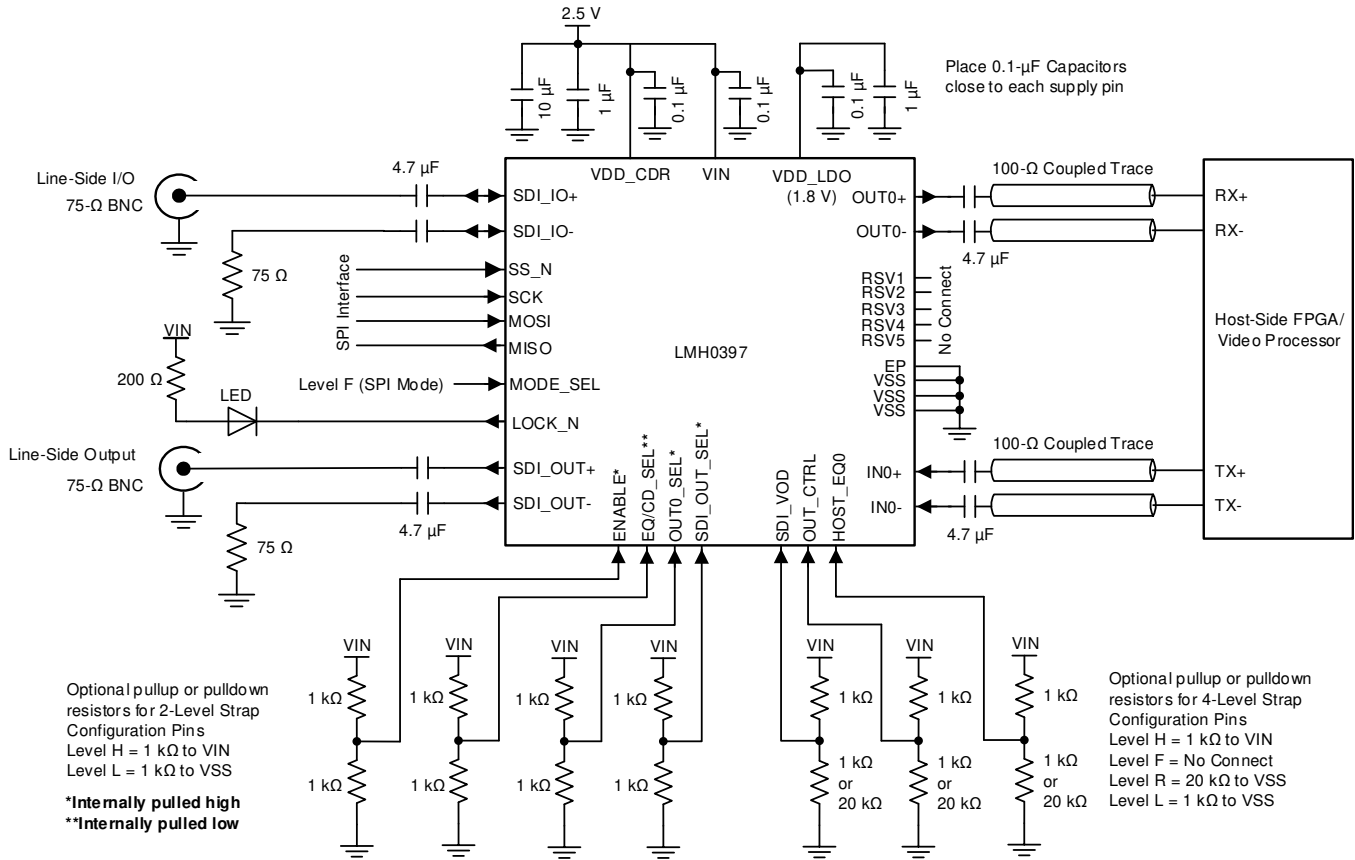 2.5 V
10 µF
1 µF
0.1 µF
0.1 µF
0.1 µF
1 µF
Place 0.1-µF Capacitors
close to each supply pin
Line-Side I/O
75-Ω BNC
4.7 µF
75 Ω
SPI Interface
VIN
200 Ω
LED
Level F (SPI Mode)
Line-Side Output
75-Ω BNC
4.7 µF
75 Ω
VDD_CDR
VIN
VDD_LDO
(1.8 V)
SDI_IO+
SDI_IO-
SS_N
SCK
MOSI
MISO
MODE_SEL
LOCK_N
SDI_OUT+
SDI_OUT-
LMH0397
OUT0+
OUT0-
RSV1
RSV2
RSV3
RSV4
RSV5
No Connect
EP
VSS
VSS
VSS
IN0+
IN0-
ENABLE*
EQ/CD_SEL**
OUT0_SEL*
SDI_OUT_SEL*
SDI_VOD
OUT_CTRL
HOST_EQ0
100-Ω Coupled Trace
4.7 µF
100-Ω Coupled Trace
4.7 µF
RX+
RX-
Host-Side FPGA/
Video Processor
TX+
TX-
Optional pullup or pulldown
resistors for 2-Level Strap
Configuration Pins
Level H = 1 kΩ to VIN
Level L = 1 kΩ to VSS
*Internally pulled high
**Internally pulled low
VIN
1 kΩ
1 kΩ
VIN
1 kΩ
1 kΩ
VIN
1 kΩ
1 kΩ
VIN
1 kΩ
1 kΩ
VIN
1 kΩ
1 kΩ
or
20 kΩ
VIN
1 kΩ
1 kΩ
or
20 kΩ
VIN
1 kΩ
1 kΩ
or
20 kΩ
Optional pullup or pulldown
resistors for 4-Level Strap
Configuration Pins
Level H = 1 kΩ to VIN
Level F = No Connect
Level R = 20 kΩ to VSS
Level L = 1 kΩ to VSS